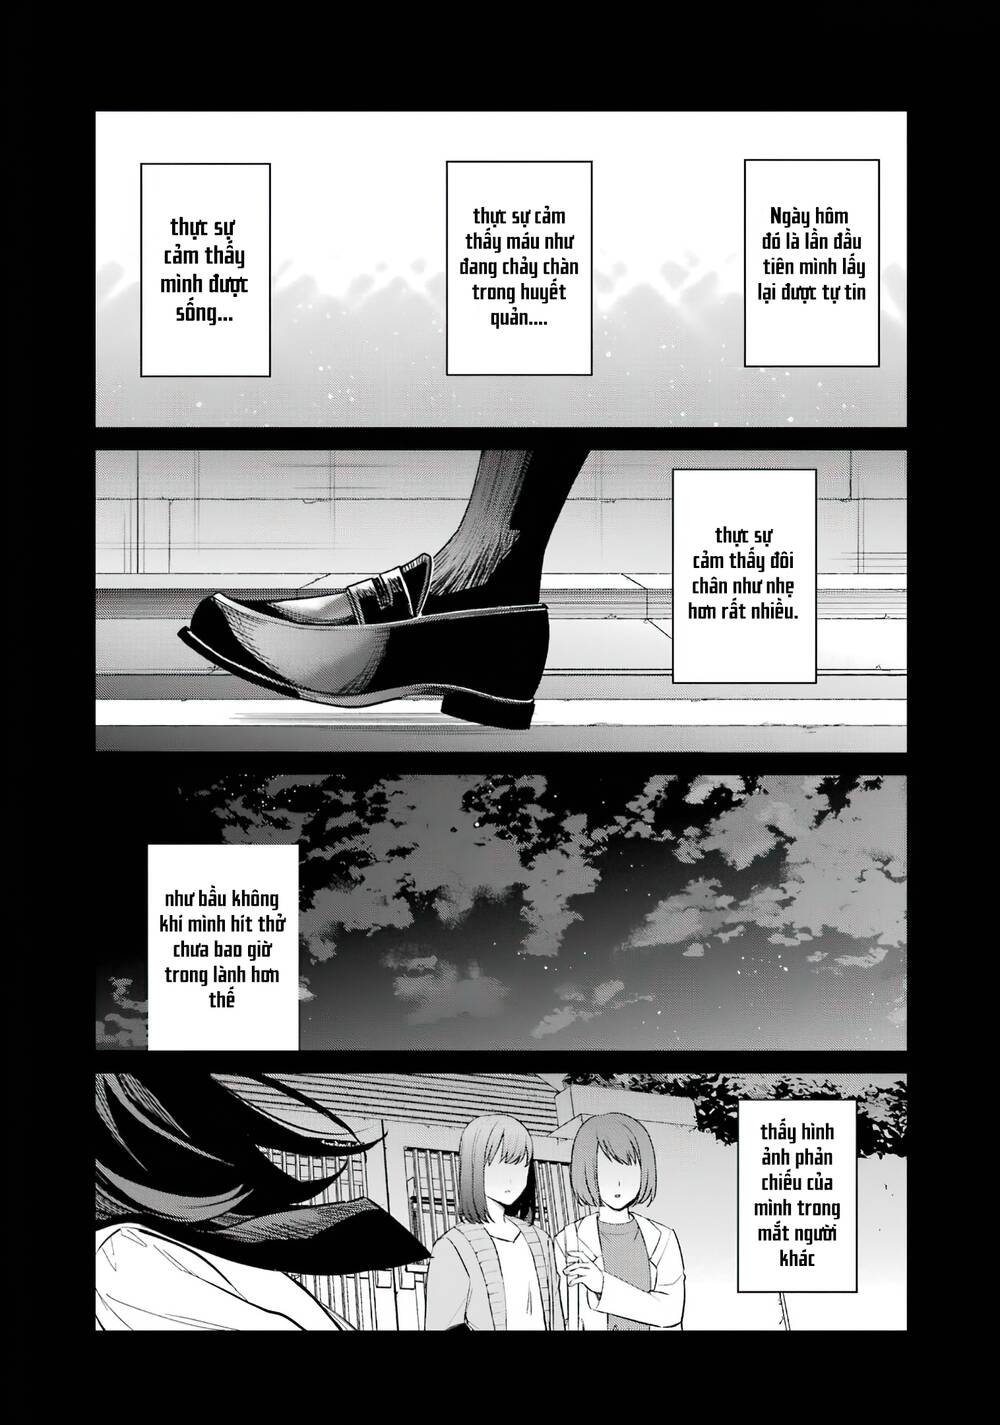 Ngày hôm
đó là lần đầu
tiên mình lấy
lại được tự tin
thực sự cảm
thấy máu như
đang chảy chàn
trong huyết
quản....
thực sự
cảm thấy
mình được
sống...
thực sự
cảm thấy đôi
chân như nhẹ
hơn rất nhiều.
như bầu không
khí mình hít thở
chưa bao giờ
trong lành hơn
thế
thấy hình
ảnh phản
chiếu của
mình trong
mắt người
khác